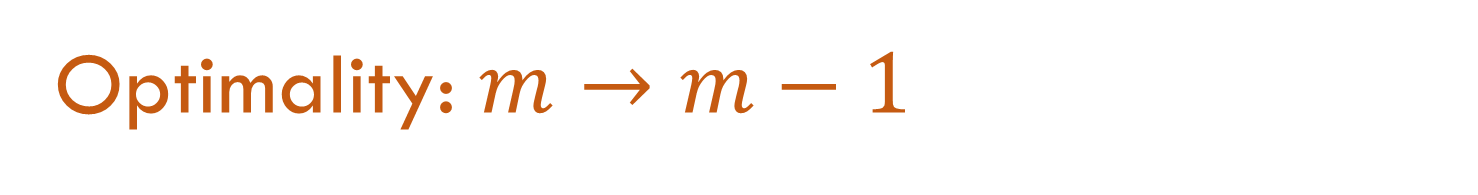 Optimality: 𝑚 → 𝑚 − 1